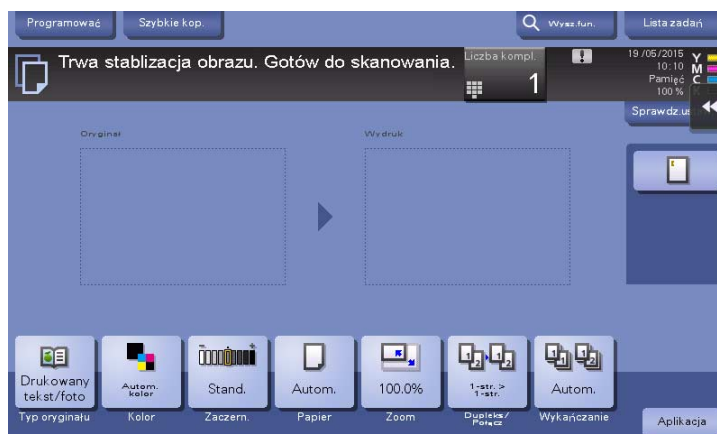 Programować
Szybkie kop.
Wysz.fun.
Lista zadań
Trwa stablizacja obrazu. Gotów do skanowania.
Liczba kompl.
1
19/05/2015
10:10
Pamięć
100 %
Y
M
C
K
Sprawdz.us
Oryginał
Wydruk
Drukowany
tekst/foto
Autom.
kolor
Stand.
Autom.
100.0%
1-str. >
1-str.
Autom.
Typ oryginału
Kolor
Zaczern.
Papier
Zoom
Dupleks/
Połącz
Wykańczanie
Aplikacja